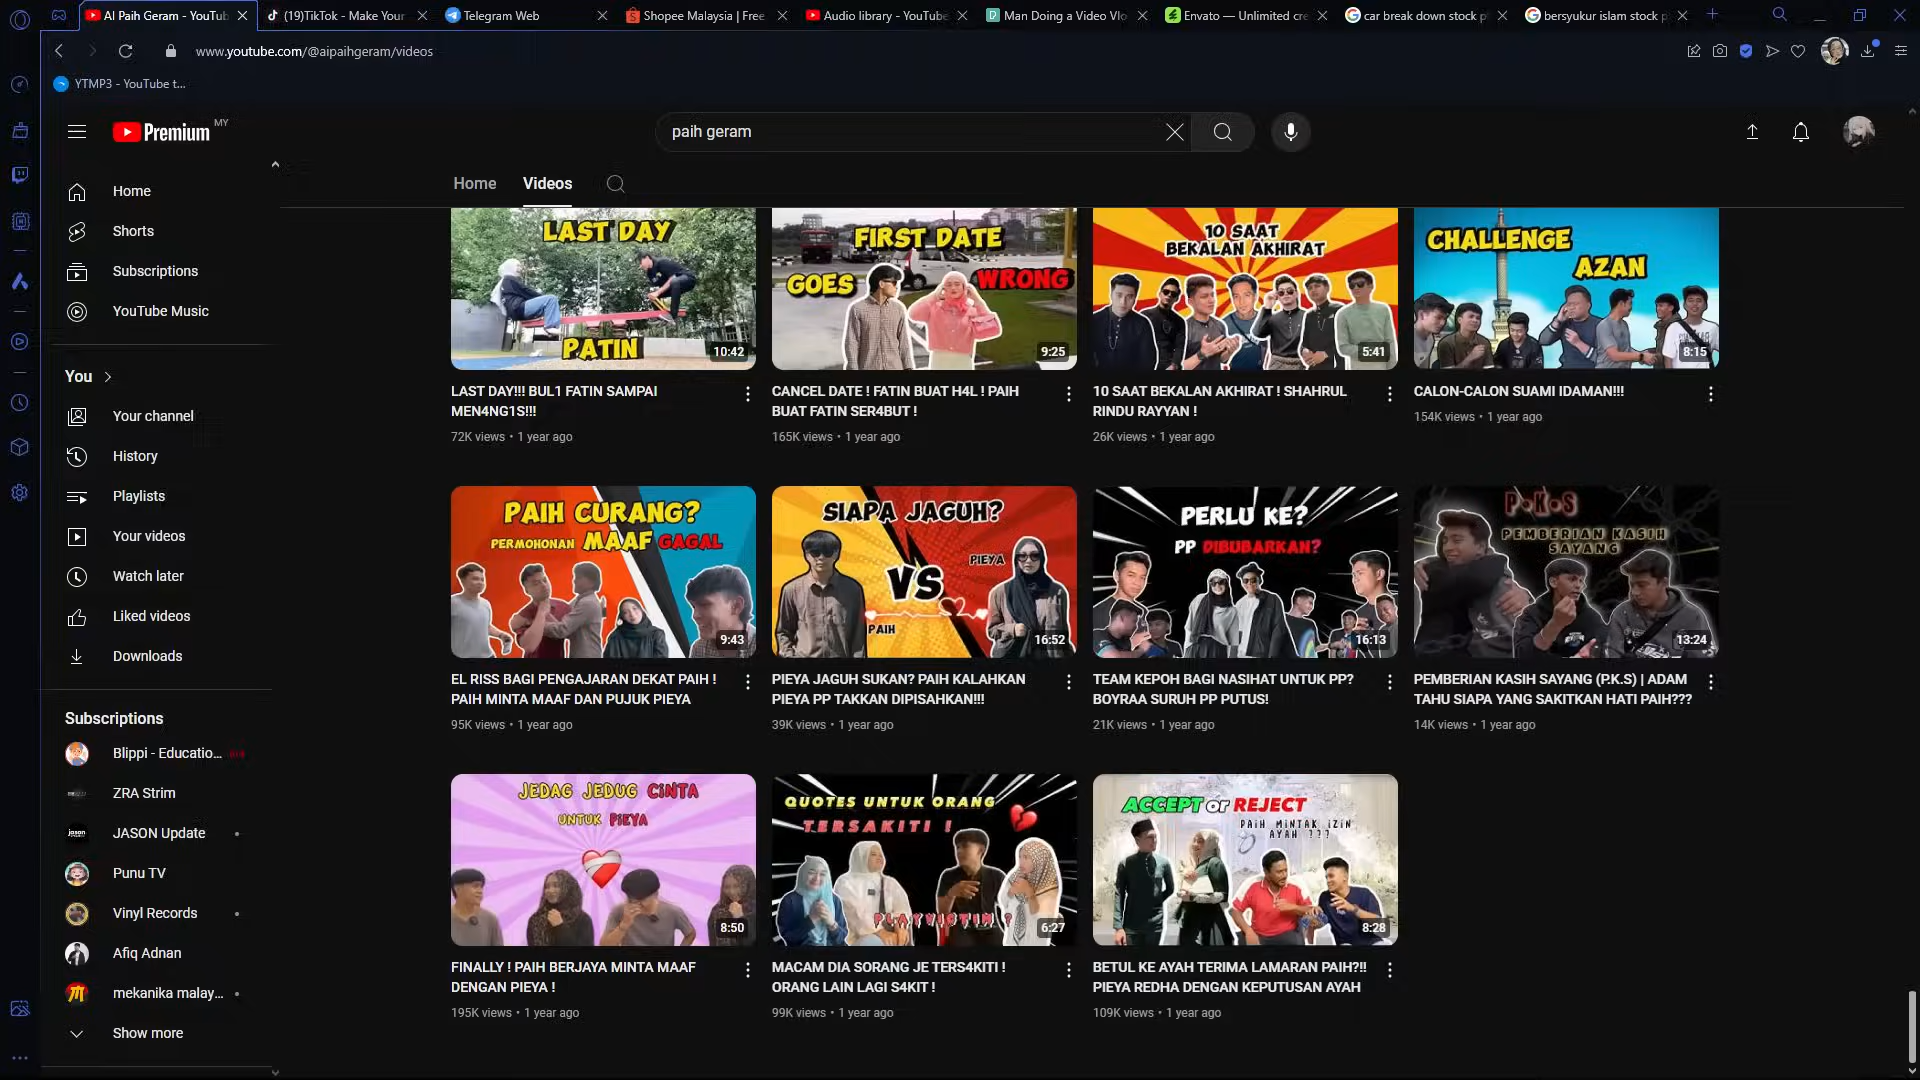 AI Paih Geram - YouTub
(19)TikTok - Make Your
Telegram Web
Shopee Malaysia | Free
Audio library - YouTube
Man Doing a Video Vlo
Envato — Unlimited cre
car break down stock p
bersyukur islam stock p
www.youtube.com/@aipaihgeram/videos
YTMP3 - YouTube t...
Premium MY
paih geram
Home
Videos
Home
Shorts
Subscriptions
YouTube Music
You
Your channel
History
Playlists
Your videos
Watch later
Liked videos
Downloads
Subscriptions
Blippi - Educatio...
ZRA Strim
JASON Update
Punu TV
Vinyl Records
Afiq Adnan
mekanika malay...
Show more
LAST DAY
PATIN
10:42
LAST DAY!!! BUL1 FATIN SAMPAI
MEN4NG1S!!!
72K views • 1 year ago
FIRST DATE
GOES WRONG
9:25
CANCEL DATE ! FATIN BUAT H4L ! PAIH
BUAT FATIN SER4BUT !
165K views • 1 year ago
10 SAAT
BEKALAN AKHIRAT
5:41
10 SAAT BEKALAN AKHIRAT ! SHAHRUL
RINDU RAYYAN !
26K views • 1 year ago
CHALLENGE
AZAN
8:15
CALON-CALON SUAMI IDAMAN!!!
154K views • 1 year ago
PAIH CURANG?
PERMOHONAN MAAF GAGAL
9:43
EL RISS BAGI PENGAJARAN DEKAT PAIH !
PAIH MINTA MAAF DAN PUJUK PIEYA
95K views • 1 year ago
SIAPA JAGUH?
PIEYA
VS
PAIH
16:52
PIEYA JAGUH SUKAN? PAIH KALAHKAN
PIEYA PP TAKKAN DIPISAHKAN!!!
39K views • 1 year ago
PERLU KE?
PP DIBUBARKAN?
16:13
TEAM KEPOH BAGI NASIHAT UNTUK PP?
BOYRAA SURUH PP PUTUS!
21K views • 1 year ago
P•K•S
PEMBERIAN KASIH
SAYANG
13:24
PEMBERIAN KASIH SAYANG (P.K.S) | ADAM
TAHU SIAPA YANG SAKITKAN HATI PAIH???
14K views • 1 year ago
JEDAG JEDUG CINTA
UNTUK PIEYA
8:50
FINALLY ! PAIH BERJAYA MINTA MAAF
DENGAN PIEYA !
195K views • 1 year ago
QUOTES UNTUK ORANG
TERSAKITI !
PLAYVICTIM ?
6:27
MACAM DIA SORANG JE TERS4KITI !
ORANG LAIN LAGI S4KIT !
99K views • 1 year ago
ACCEPT or REJECT
PAIH MINTAK IZIN
AYAH ???
8:28
BETUL KE AYAH TERIMA LAMARAN PAIH?!!
PIEYA REDHA DENGAN KEPUTUSAN AYAH
109K views • 1 year ago